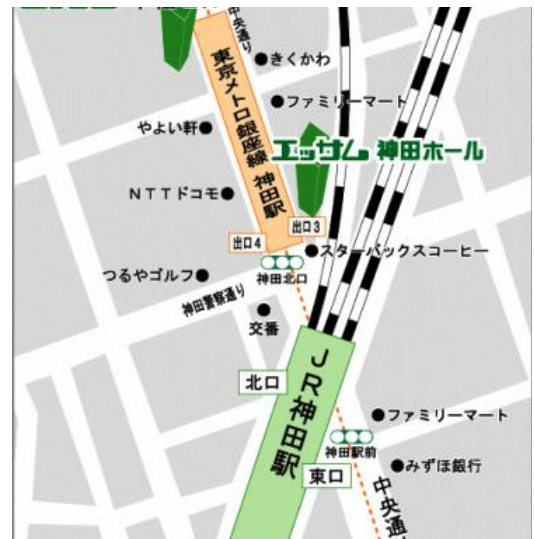 中央通り
きくかわ
東京メトロ銀座線 神田駅
ファミリーマート
やよい軒
エッサム 神田ホール
NTTドコモ
出口3
出口4
スターバックスコーヒー
神田北口
つるやゴルフ
神田警察通り
交番
JR神田駅
北口
ファミリーマート
神田駅前
みずほ銀行
東口
中央通り